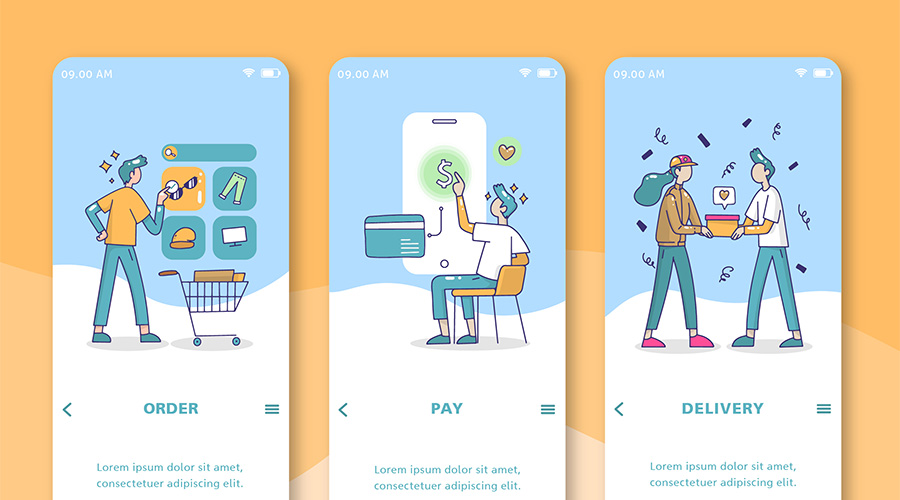 09.00 AM
ORDER
Lorem ipsum dolor sit amet,
consectetuer adipiscing elit.
09.00 AM
$
PAY
Lorem ipsum dolor sit amet,
consectetuer adipiscing elit.
09.00 AM
DELIVERY
Lorem ipsum dolor sit amet,
consectetuer adipiscing elit.